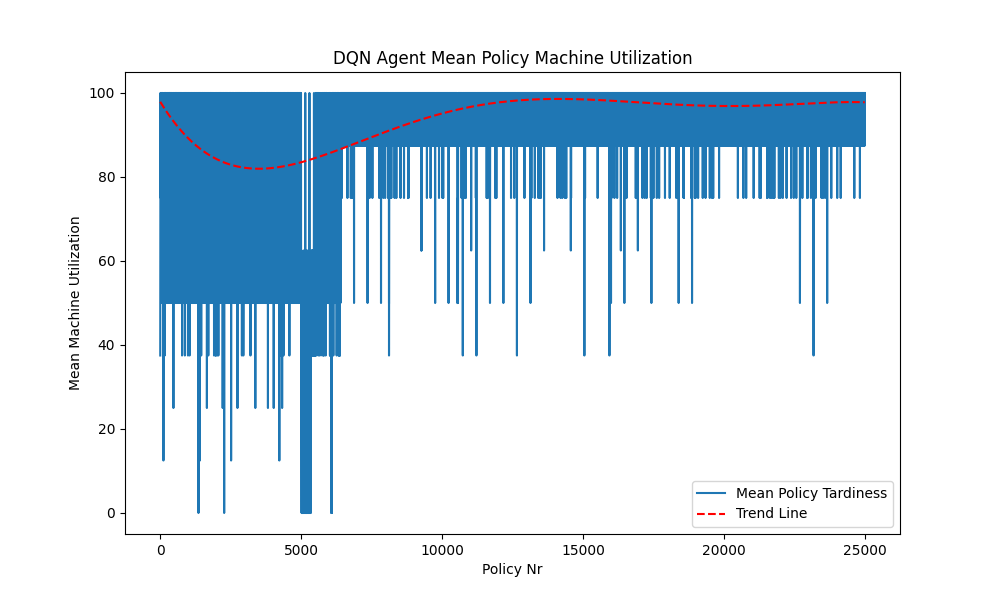 DQN Agent Mean Policy Machine Utilization
100
80
60
40
20
0
Mean Machine Utilization
Mean Policy Tardiness
Trend Line
0 5000 10000 15000 20000 25000
Policy Nr